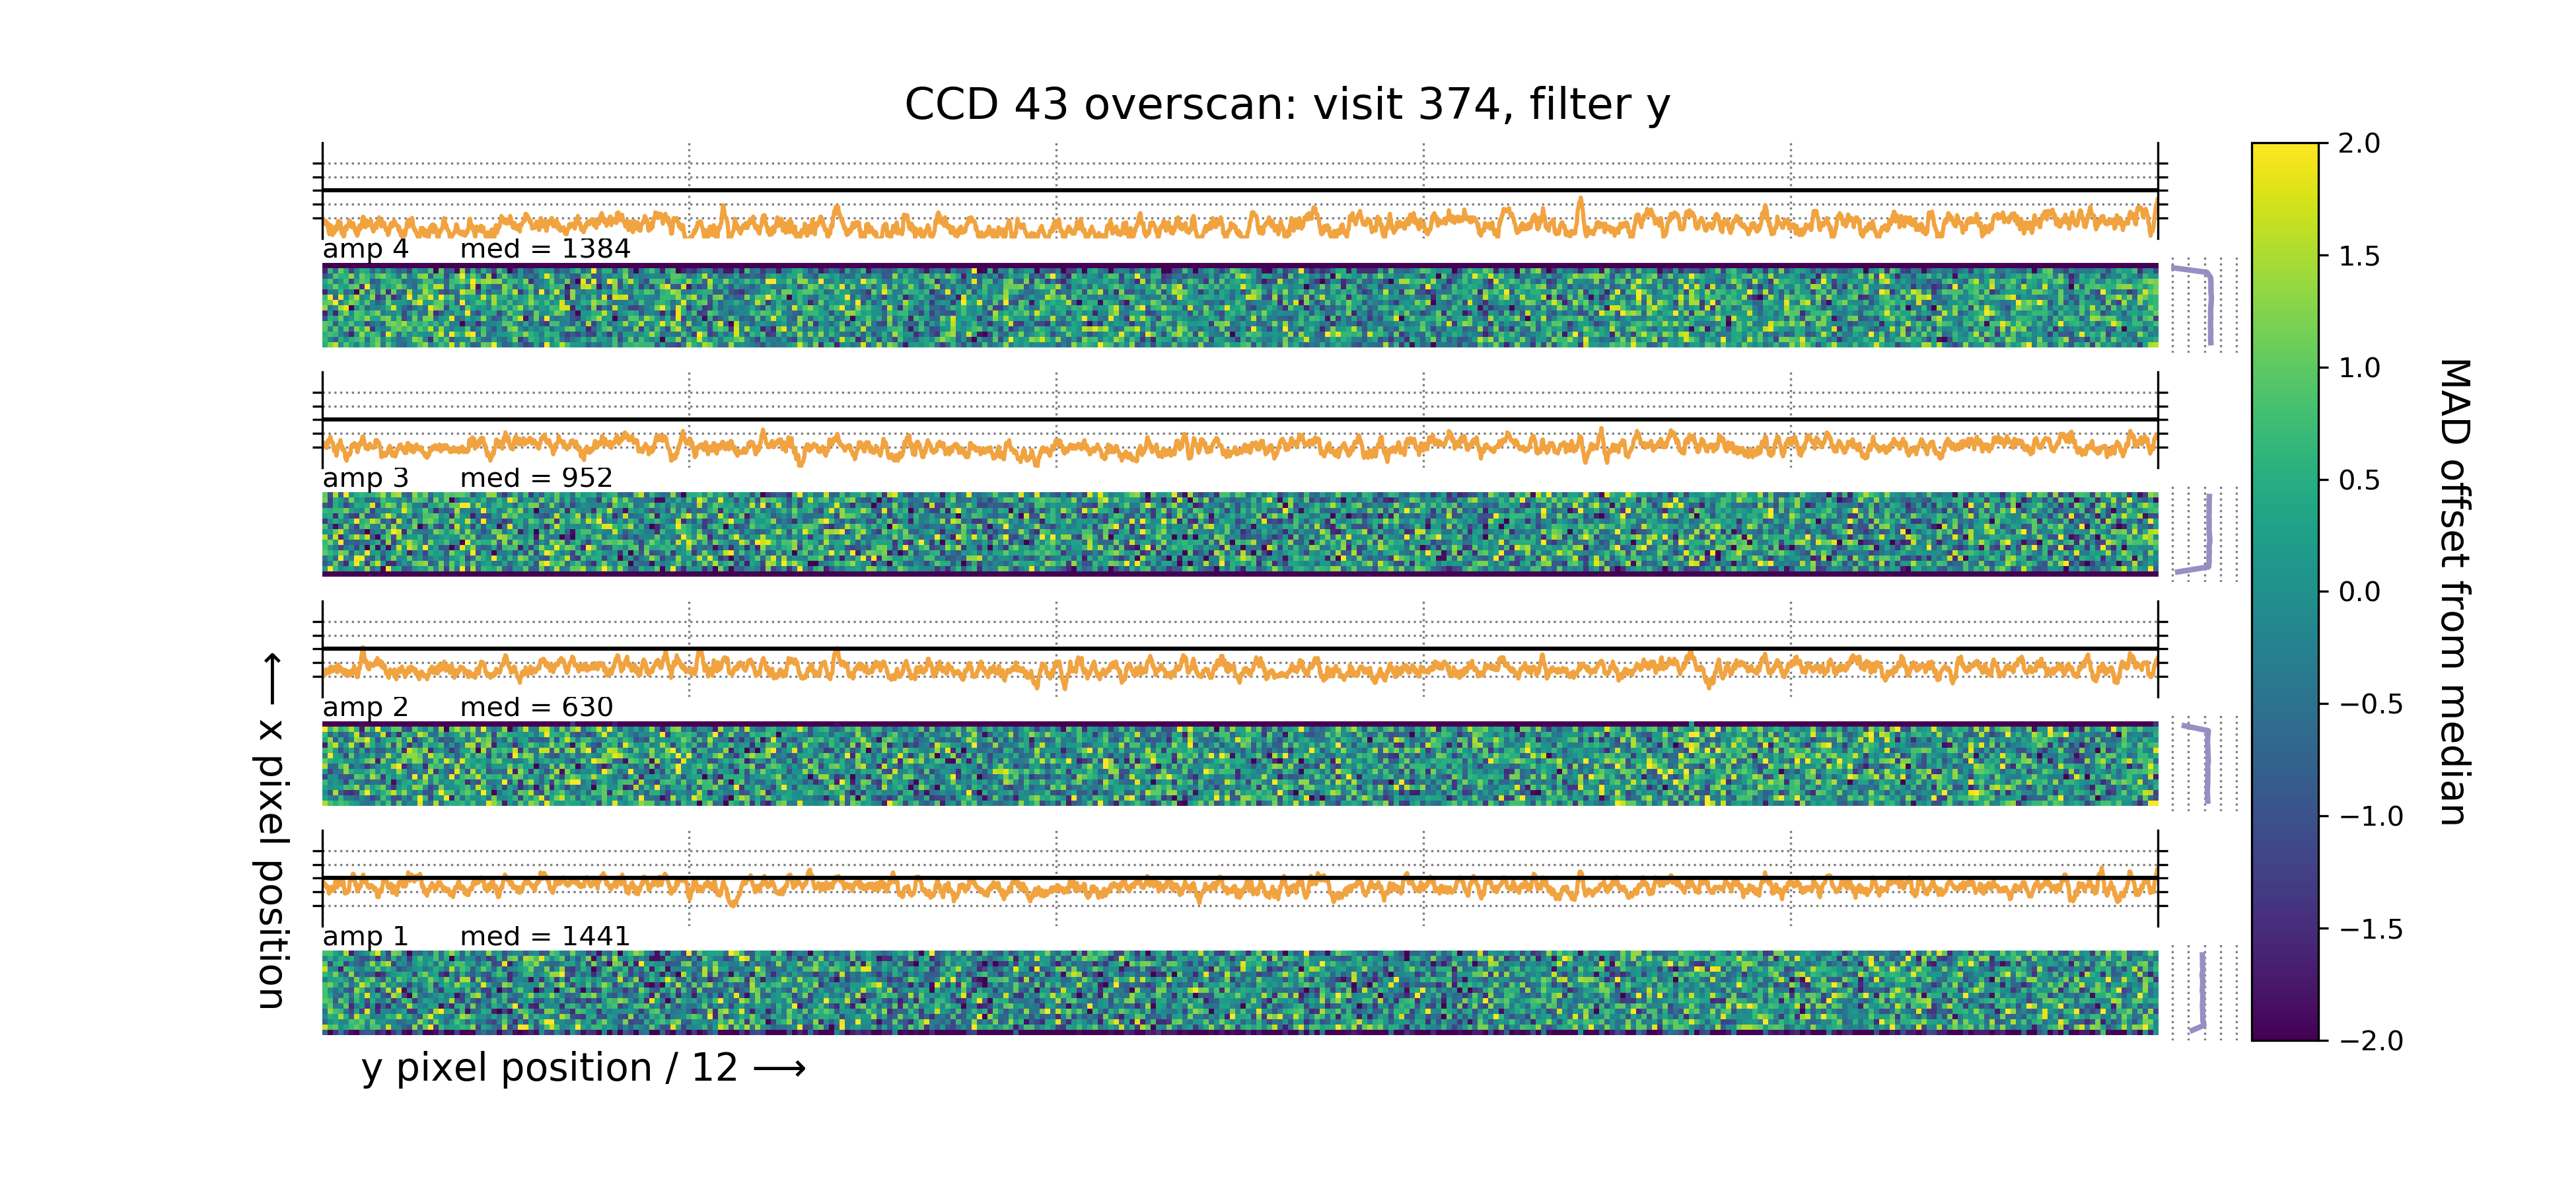 CCD 43 overscan: visit 374, filter y
amp 4 med = 1384
amp 3 med = 952
amp 2 med = 630
amp 1 med = 1441
y pixel position / 12 ⟶
⟵ x pixel position
2.0
1.5
1.0
0.5
0.0
−0.5
−1.0
−1.5
−2.0
MAD offset from median